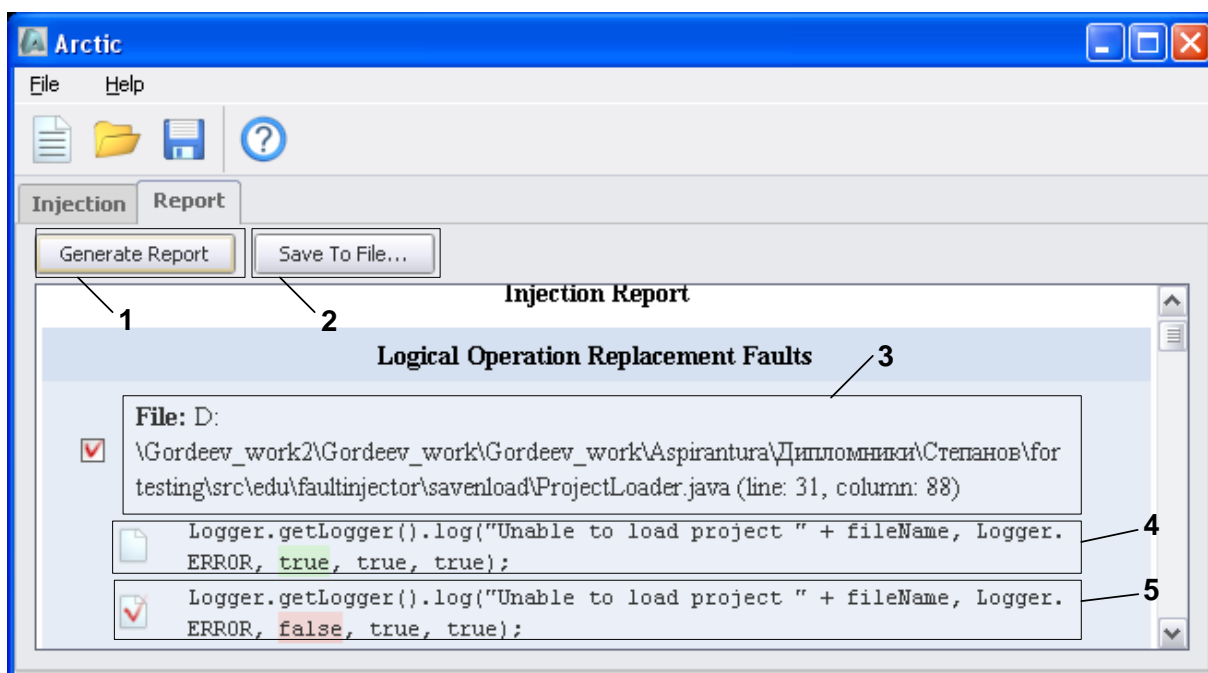 Arctic
File Help
Injection Report
Generate Report Save To File...
1 2
Injection Report
Logical Operation Replacement Faults
3
File: D:
\Gordeev_work2\Gordeev_work\Gordeev_work\Aspirantura\Дипломники\Степанов\for
testing\src\edu\faultinjector\savenload\ProjectLoader.java (line: 31, column: 88)
Logger.getLogger().log("Unable to load project " + fileName, Logger.
ERROR, true, true, true);
4
Logger.getLogger().log("Unable to load project " + fileName, Logger.
ERROR, false, true, true);
5